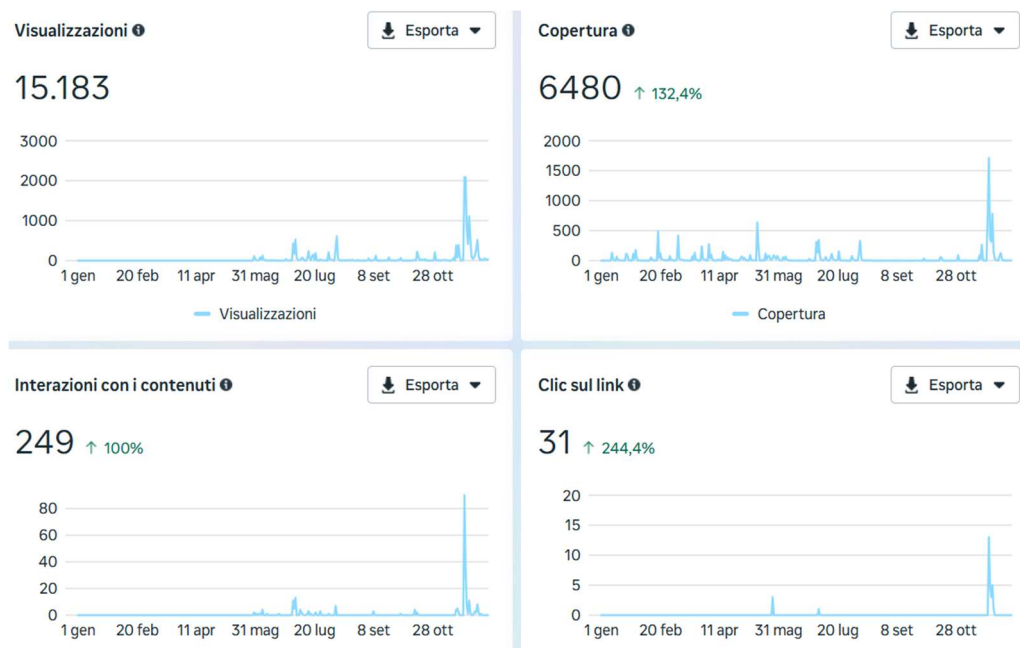 Visualizzazioni
Esporta
15.183
3000
2000
1000
0
1 gen 20 feb 11 apr 31 mag 20 lug 8 set 28 ott
Visualizzazioni
Copertura
Esporta
6480 ↑ 132,4%
2000
1500
1000
500
0
1 gen 20 feb 11 apr 31 mag 20 lug 8 set 28 ott
Copertura
Interazioni con i contenuti
Esporta
249 ↑ 100%
80
60
40
20
0
1 gen 20 feb 11 apr 31 mag 20 lug 8 set 28 ott
Clic sul link
Esporta
31 ↑ 244,4%
20
15
10
5
0
1 gen 20 feb 11 apr 31 mag 20 lug 8 set 28 ott